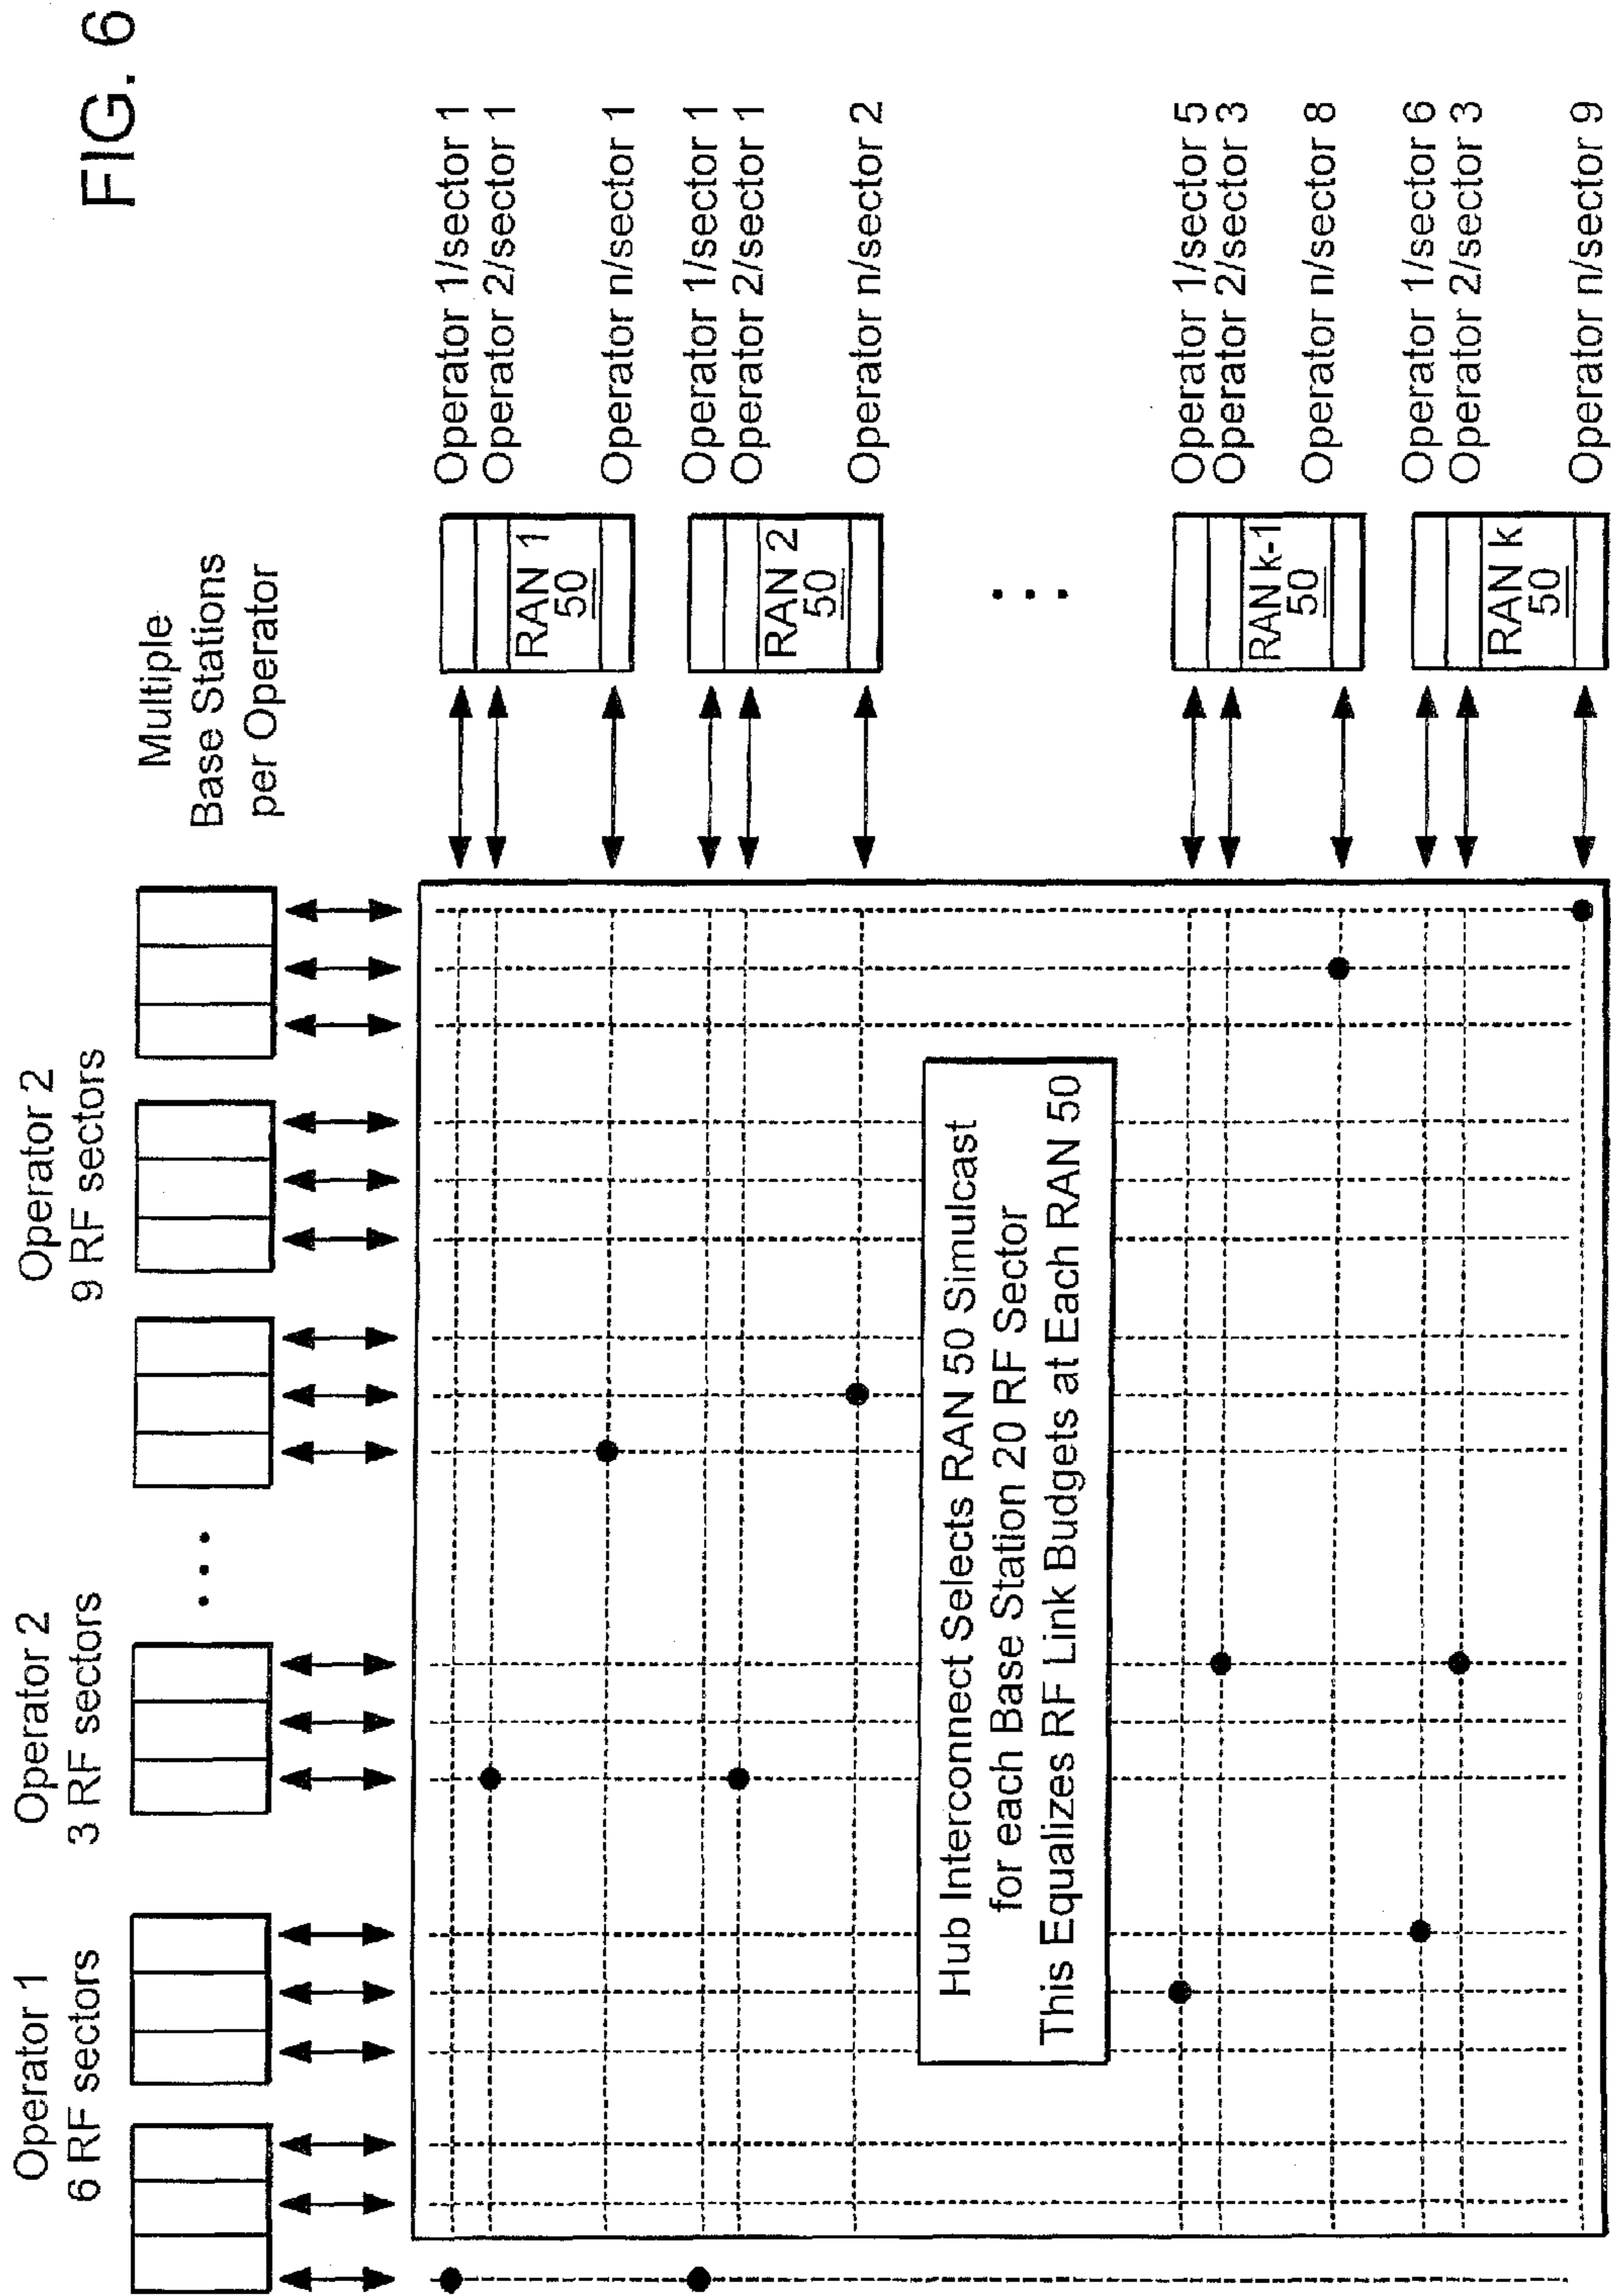 FIG. 6
Multiple
Base Stations
per Operator
Operator 1
6 RF sectors
Operator 2
3 RF sectors
. . .
Operator 2
9 RF sectors
Operator 1/sector 1
Operator 2/sector 1
RAN 1
50
Operator n/sector 1
Operator 1/sector 1
Operator 2/sector 1
RAN 2
50
Operator n/sector 2
. . .
Operator 1/sector 5
Operator 2/sector 3
RAN k-1
50
Operator n/sector 8
Operator 1/sector 6
Operator 2/sector 3
RAN k
50
Operator n/sector 9
Hub Interconnect Selects RAN 50 Simulcast
for each Base Station 20 RF Sector
This Equalizes RF Link Budgets at Each RAN 50